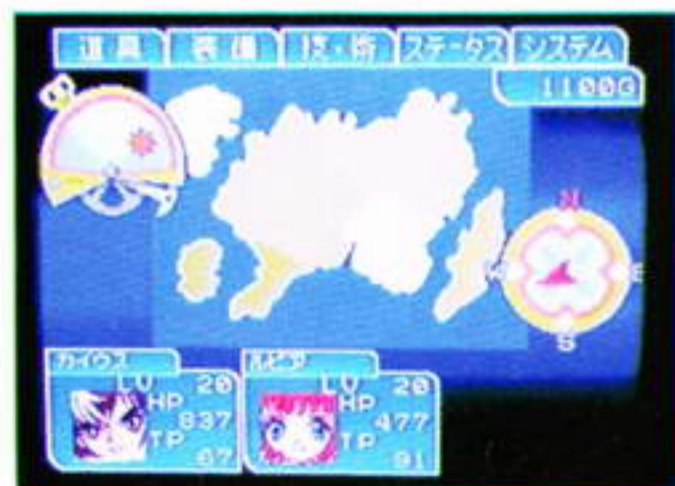 道具 装備 技・術 ステータス システム
1100G
N
W E
S
カイウス
LV 20
HP
837
TP
67
ルビア
LV 20
HP
477
TP
91